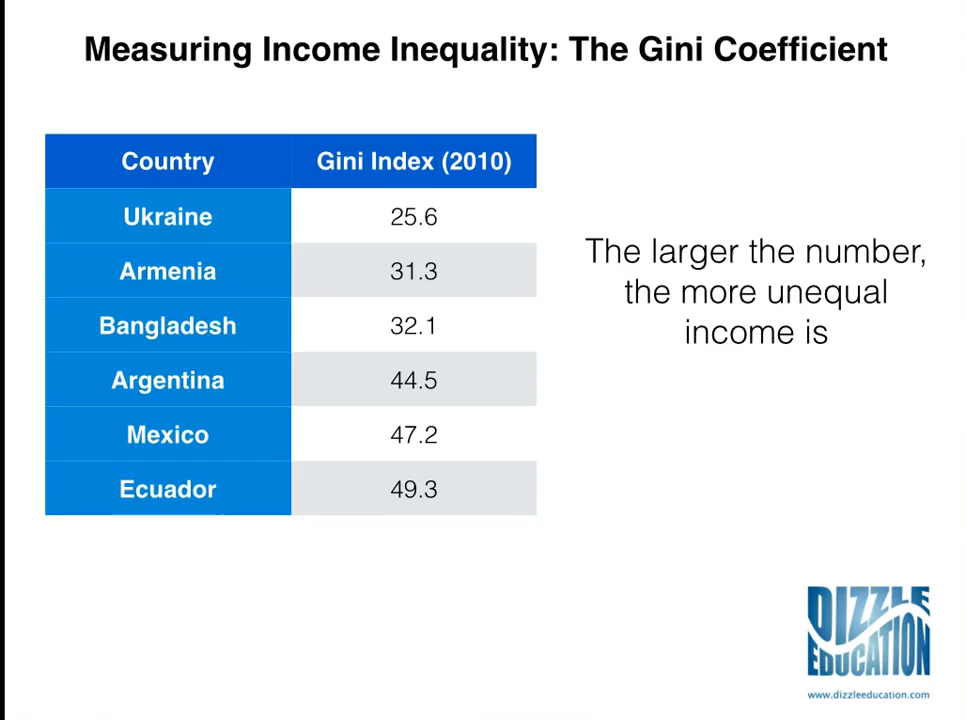 Measuring Income Inequality: The Gini Coefficient
Country Gini Index (2010)
Ukraine 25.6
Armenia 31.3
Bangladesh 32.1
Argentina 44.5
Mexico 47.2
Ecuador 49.3
The larger the number,
the more unequal
income is
DIZZLE
EDUCATION
www.dizzleeducation.com